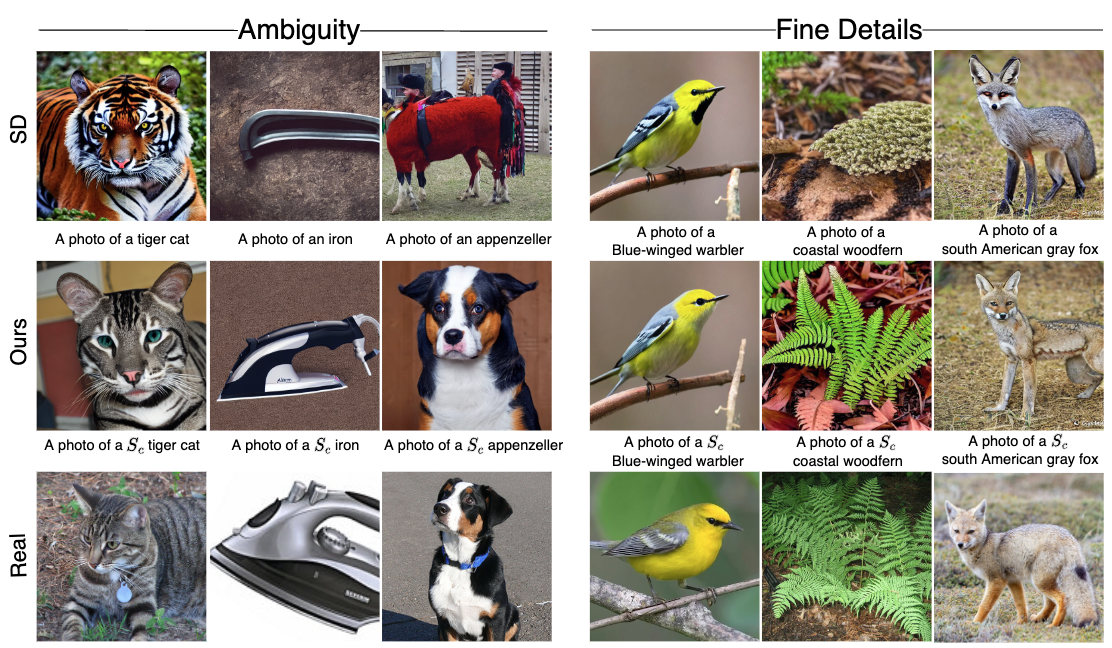 Ambiguity
Fine Details
SD
A photo of a tiger cat
A photo of an iron
A photo of an appenzeller
A photo of a
Blue-winged warbler
A photo of a
coastal woodfern
A photo of a
south American gray fox
Ours
A photo of a S_c tiger cat
A photo of a S_c iron
A photo of a S_c appenzeller
A photo of a S_c
Blue-winged warbler
A photo of a S_c
coastal woodfern
A photo of a S_c
south American gray fox
Real